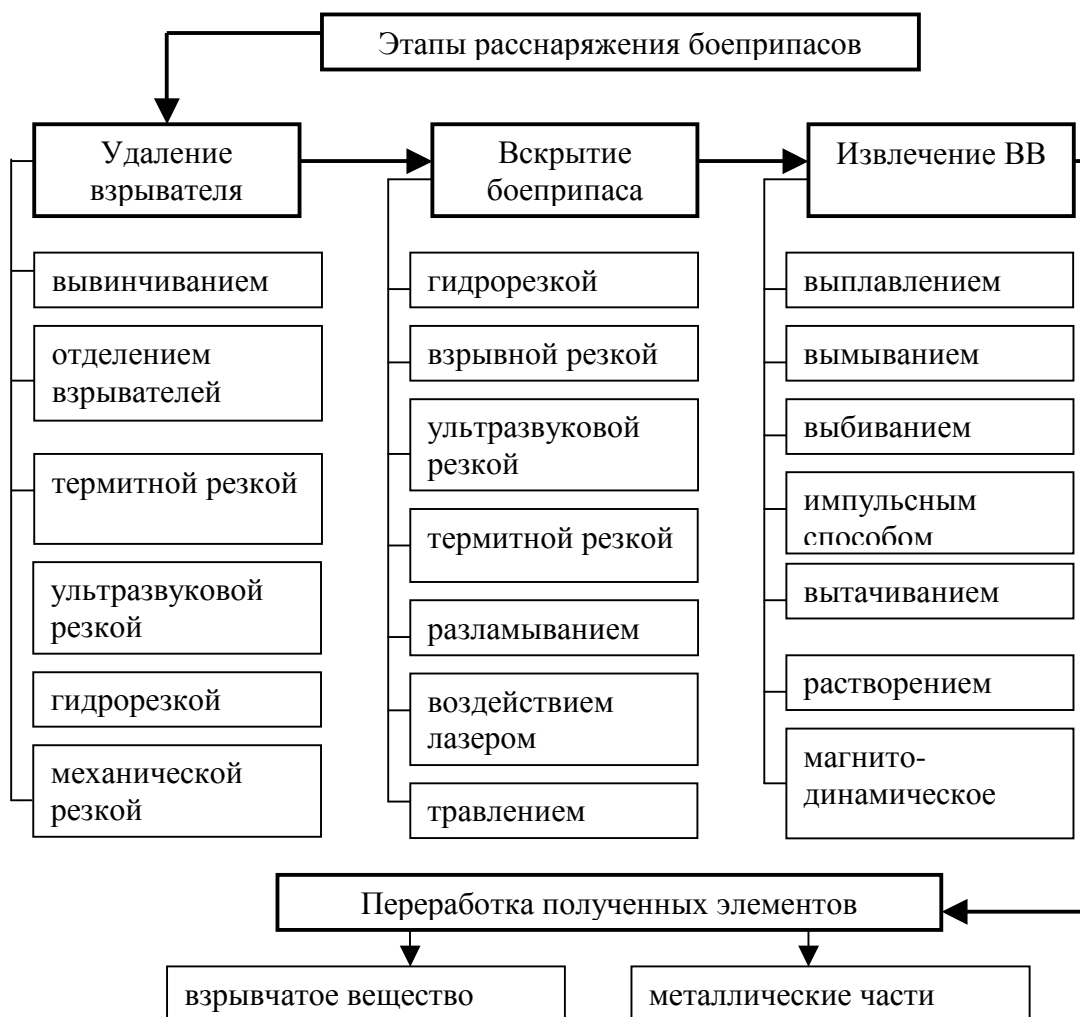 Этапы расснаряжения боеприпасов
Удаление
взрывателя
вывинчиванием
отделением
взрывателей
термитной резкой
ультразвуковой
резкой
гидрорезкой
механической
резкой
Вскрытие
боеприпаса
гидрорезкой
взрывной резкой
ультразвуковой
резкой
термитной резкой
разламыванием
воздействием
лазером
травлением
Извлечение ВВ
выплавлением
вымыванием
выбиванием
импульсным
способом
вытачиванием
растворением
магнито-
динамическое
Переработка полученных элементов
взрывчатое вещество
металлические части